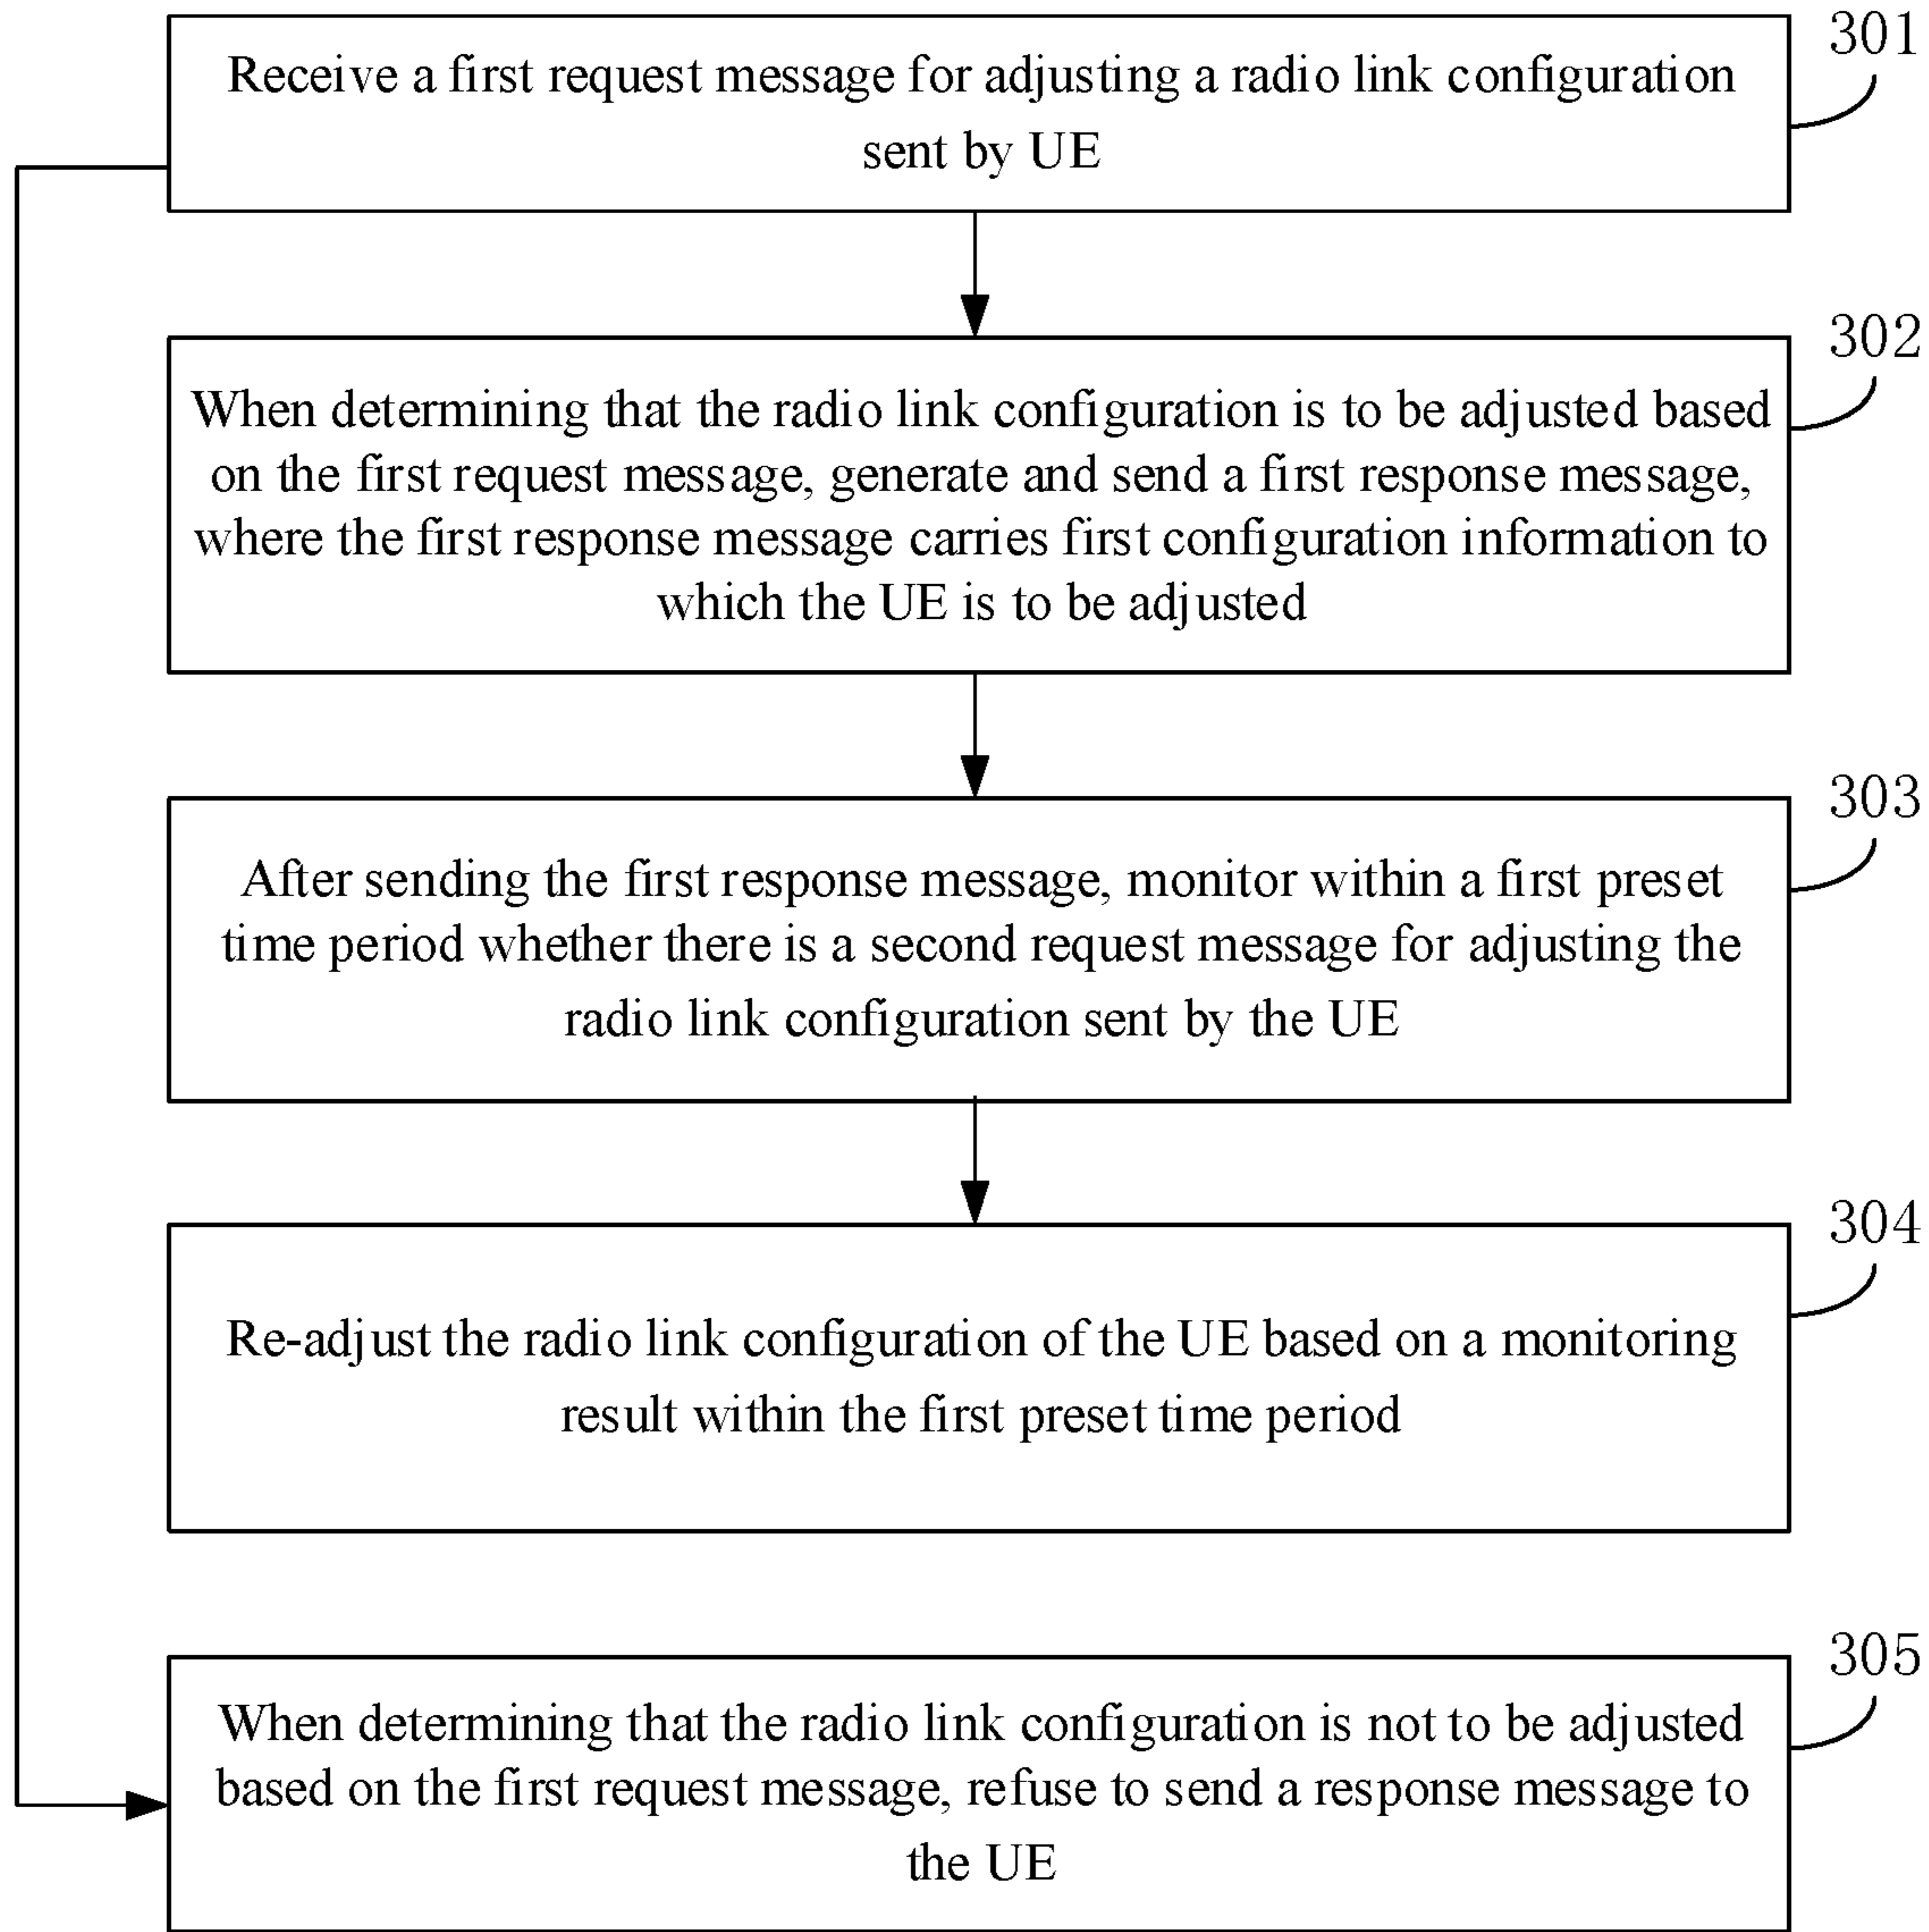 301
Receive a first request message for adjusting a radio link configuration
sent by UE
302
When determining that the radio link configuration is to be adjusted based
on the first request message, generate and send a first response message,
where the first response message carries first configuration information to
which the UE is to be adjusted
303
After sending the first response message, monitor within a first preset
time period whether there is a second request message for adjusting the
radio link configuration sent by the UE
304
Re-adjust the radio link configuration of the UE based on a monitoring
result within the first preset time period
305
When determining that the radio link configuration is not to be adjusted
based on the first request message, refuse to send a response message to
the UE